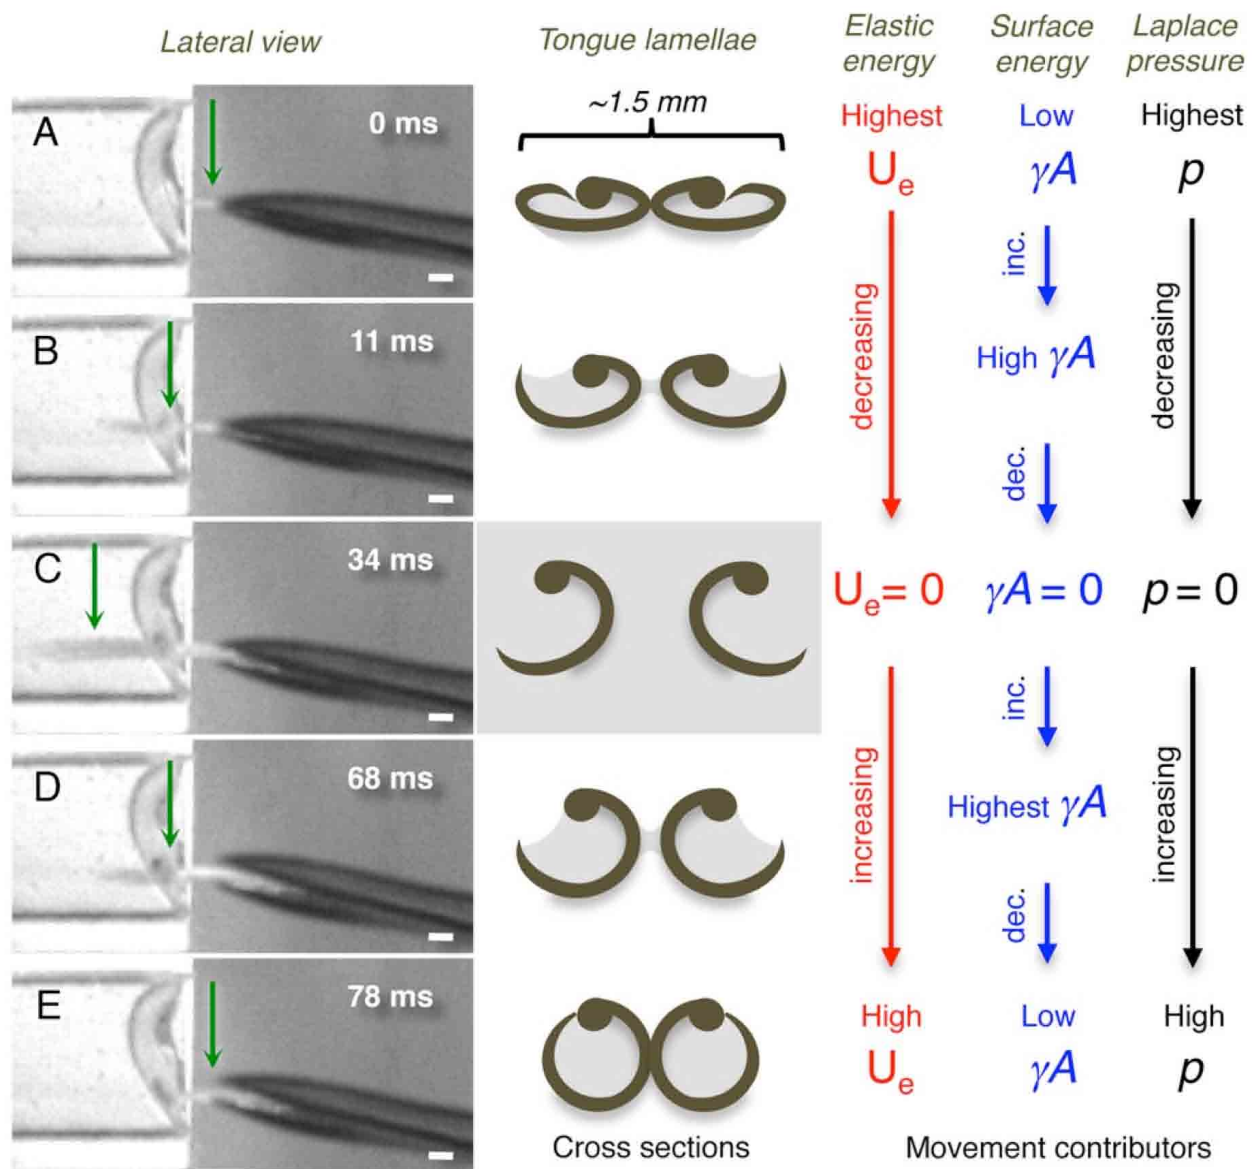 Lateral view
Tongue lamellae
Elastic
energy
Surface
energy
Laplace
pressure
A
0 ms
~1.5 mm
Highest
Low
Highest
Uₑ
γA
p
decreasing
inc.
decreasing
B
11 ms
High γA
dec.
C
34 ms
Uₑ= 0
γA = 0
p = 0
increasing
inc.
increasing
D
68 ms
Highest γA
dec.
E
78 ms
High
Low
High
Uₑ
γA
p
Cross sections
Movement contributors